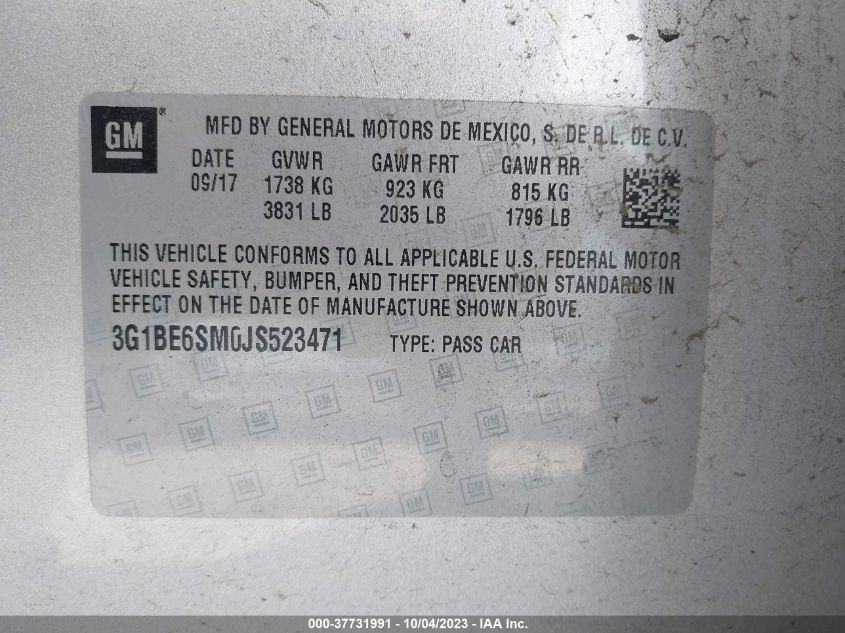 GM ® MFD BY GENERAL MOTORS DE MEXICO, S. DE R.L. DE C.V.
DATE GVWR GAWR FRT GAWR RR
09/17 1738 KG 923 KG 815 KG
3831 LB 2035 LB 1796 LB
THIS VEHICLE CONFORMS TO ALL APPLICABLE U.S. FEDERAL MOTOR
VEHICLE SAFETY, BUMPER, AND THEFT PREVENTION STANDARDS IN
EFFECT ON THE DATE OF MANUFACTURE SHOWN ABOVE.
3G1BE6SM0JS523471 TYPE: PASS CAR
000-37731991 - 10/04/2023 - IAA Inc.